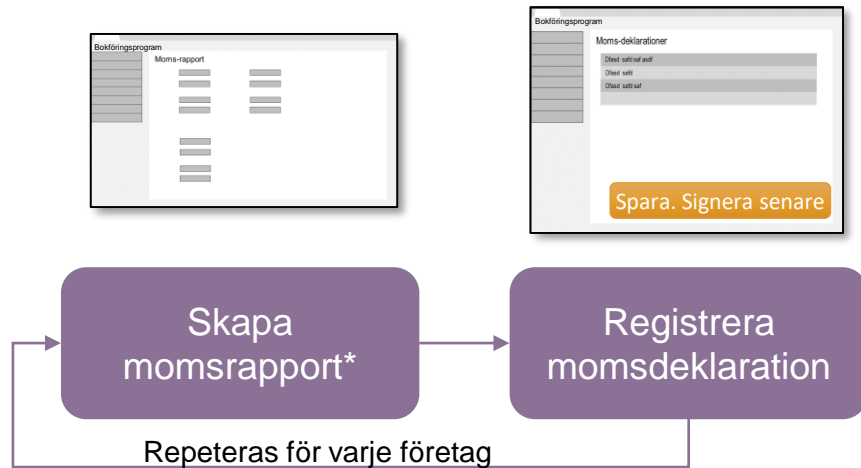 Bokföringsprogram
Moms-rapport
Bokföringsprogram
Moms-deklarationer
Dfasd safd saf asdf
Dfasd safd
Dfasd safd saf
Spara. Signera senare
Skapa
momsrapport*
Registrera
momsdeklaration
Repeteras för varje företag